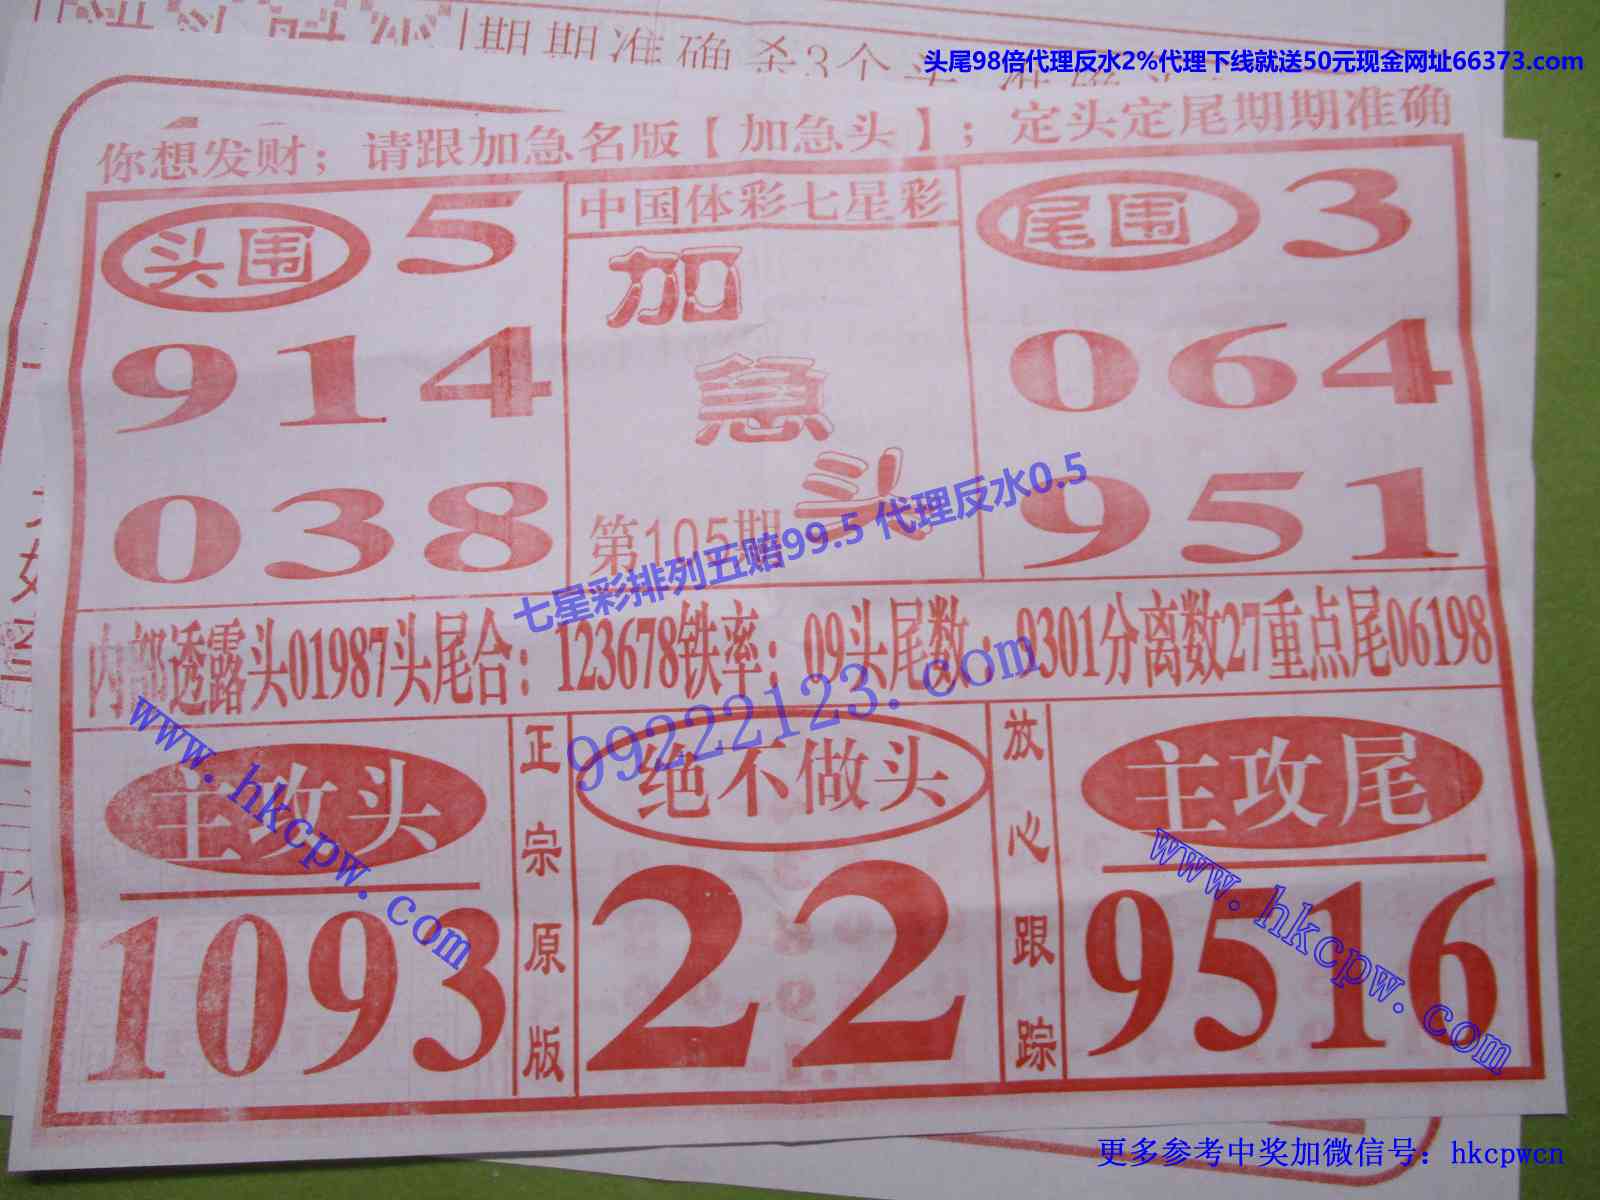 期期准确杀3个头
头尾98倍代理反水2%代理下线就送50元现金网址66373.com
你想发财；请跟加急名版【加急头】；定头定尾期期准确
头围 5
914
038
中国体彩七星彩
加
急
头
第105期
尾围 3
064
951
七星彩排列五赔99.5 代理反水0.5
内部透露头01987头尾合：123678铁率：09头尾数：0301分离数27重点尾06198
99222123.com
主攻头
1093
www.hkcpw.com
正宗原版
绝不做头
22
放心跟踪
主攻尾
9516
www.hkcpw.com
更多参考中奖加微信号：hkcpwcn